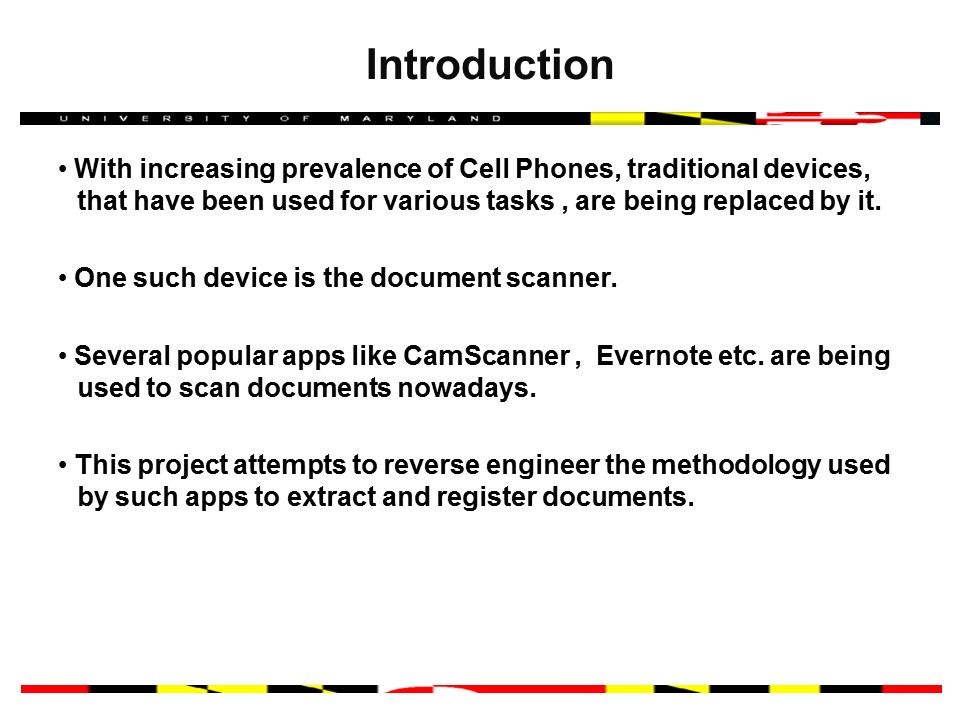 Introduction
UNIVERSITY OF MARYLAND
• With increasing prevalence of Cell Phones, traditional devices,
that have been used for various tasks , are being replaced by it.
• One such device is the document scanner.
• Several popular apps like CamScanner , Evernote etc. are being
used to scan documents nowadays.
• This project attempts to reverse engineer the methodology used
by such apps to extract and register documents.